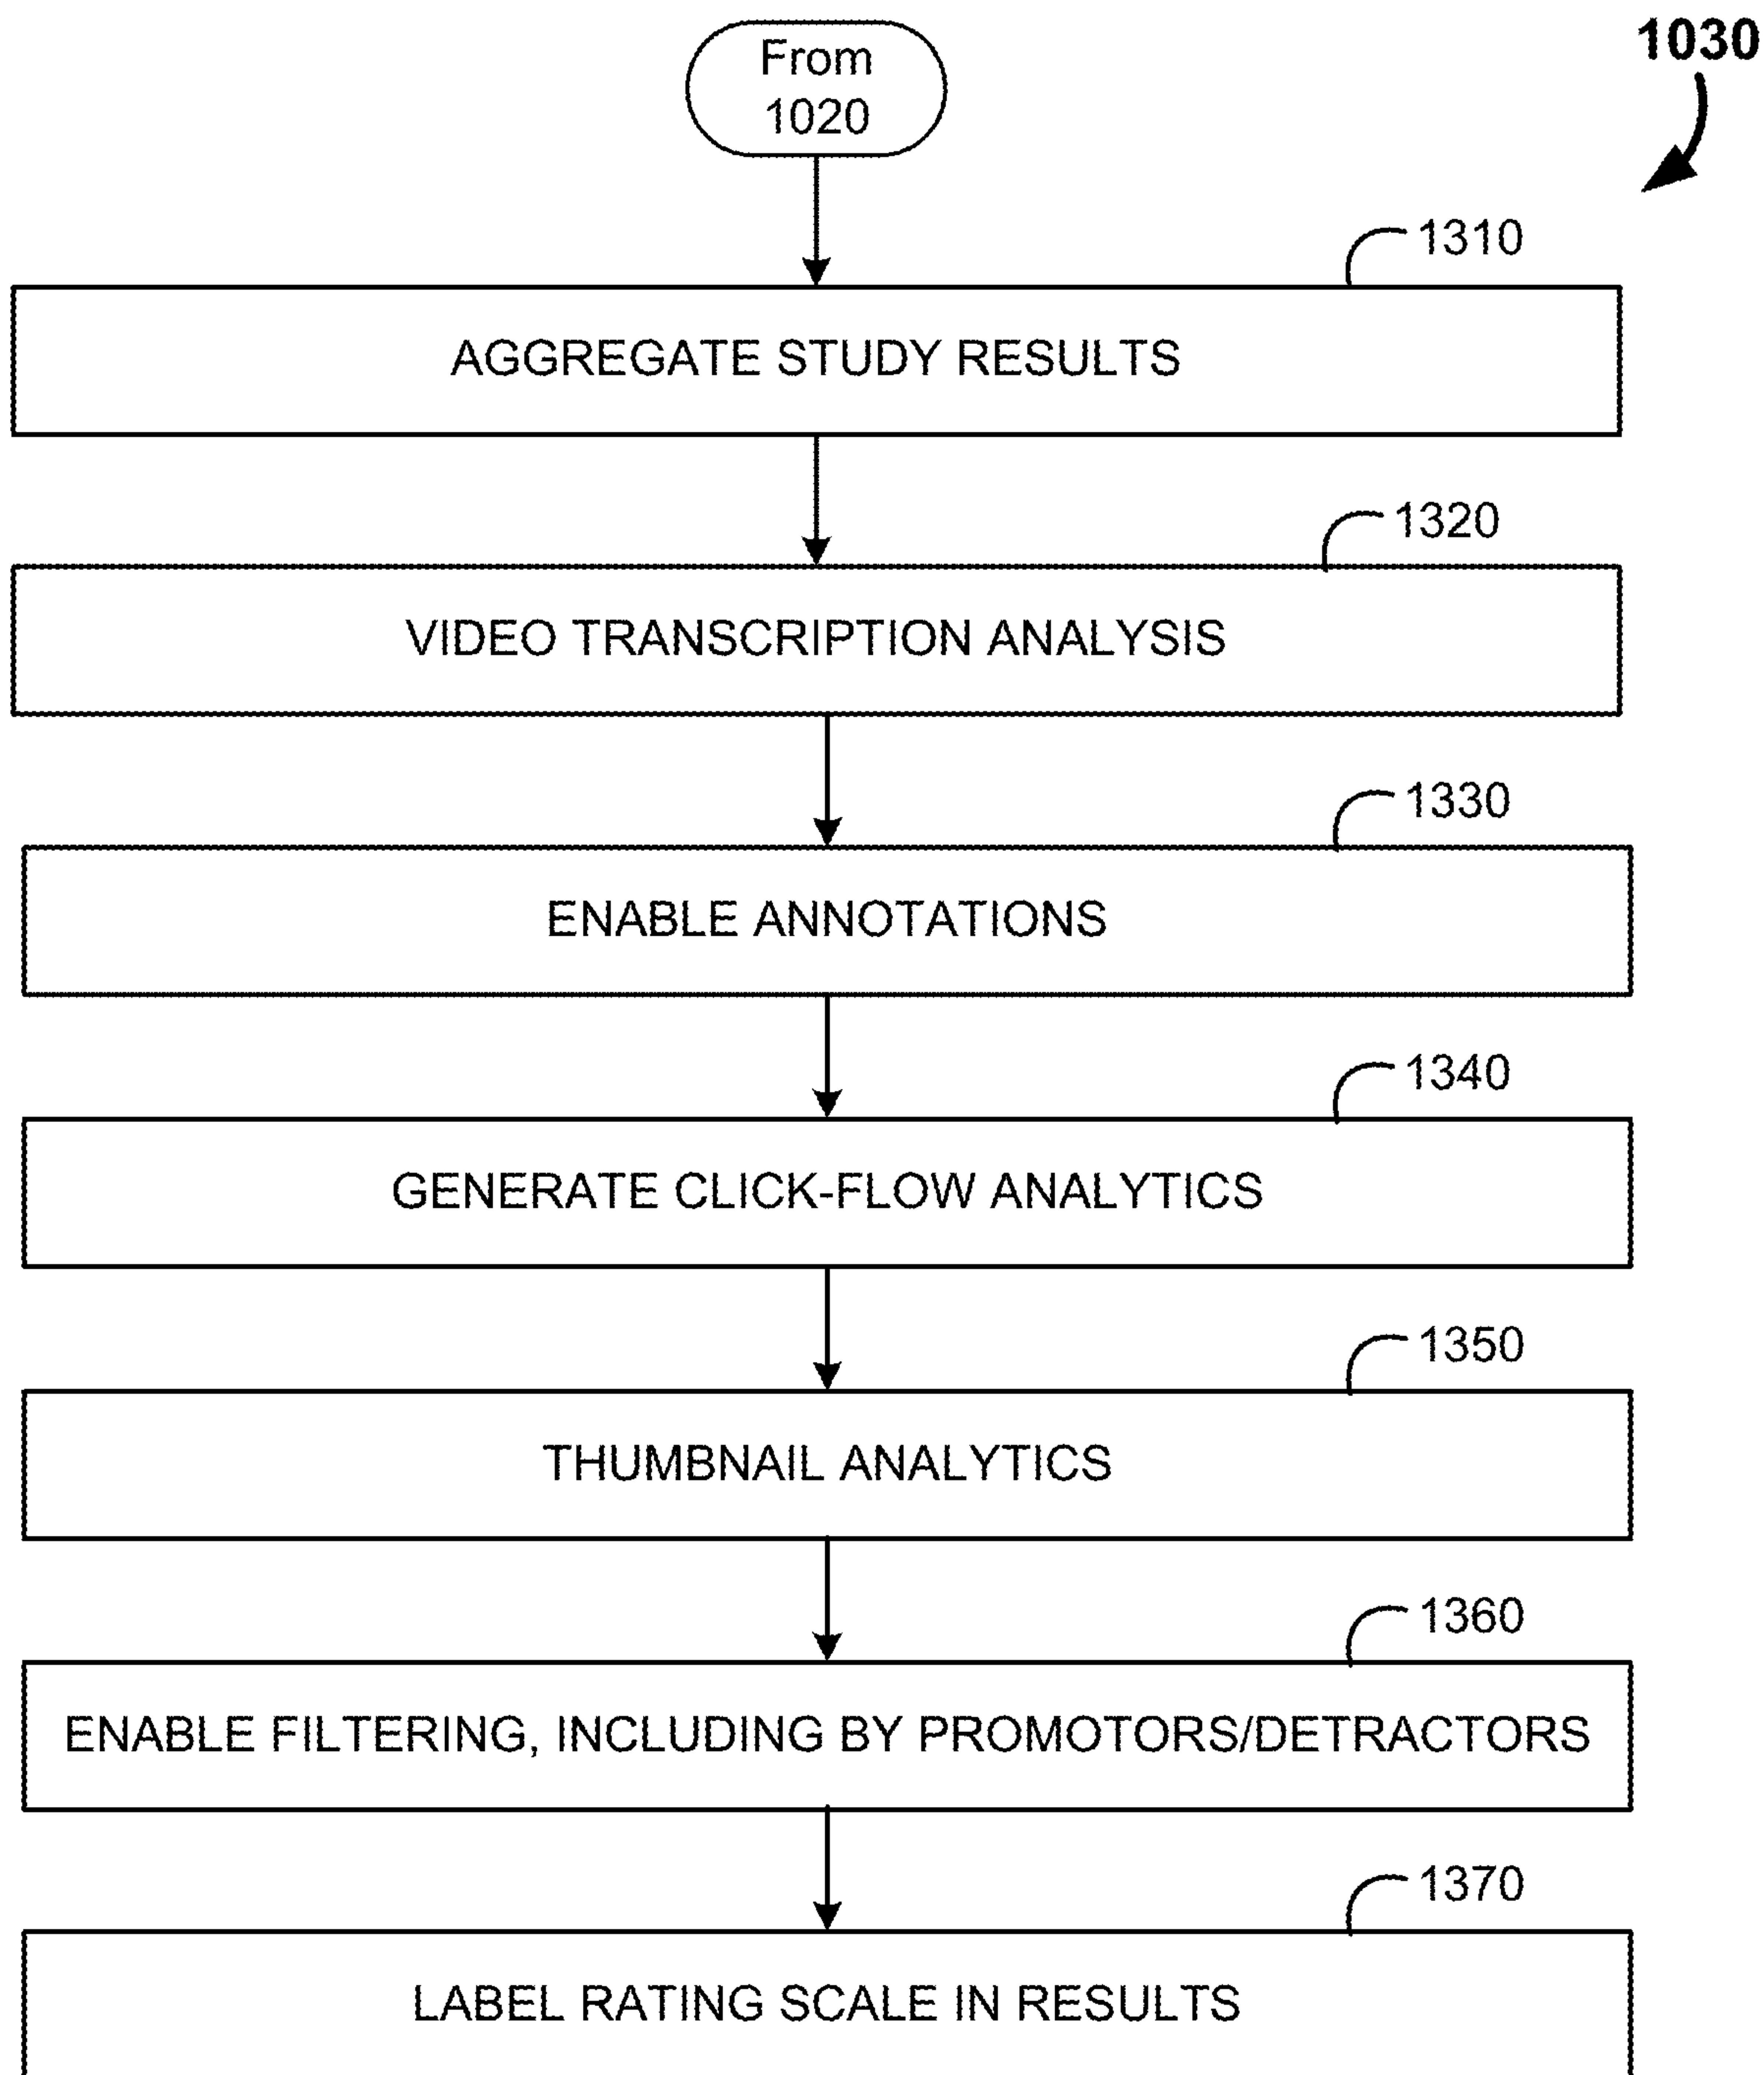 From
1020
1030
1310
AGGREGATE STUDY RESULTS
1320
VIDEO TRANSCRIPTION ANALYSIS
1330
ENABLE ANNOTATIONS
1340
GENERATE CLICK-FLOW ANALYTICS
1350
THUMBNAIL ANALYTICS
1360
ENABLE FILTERING, INCLUDING BY PROMOTORS/DETRACTORS
1370
LABEL RATING SCALE IN RESULTS